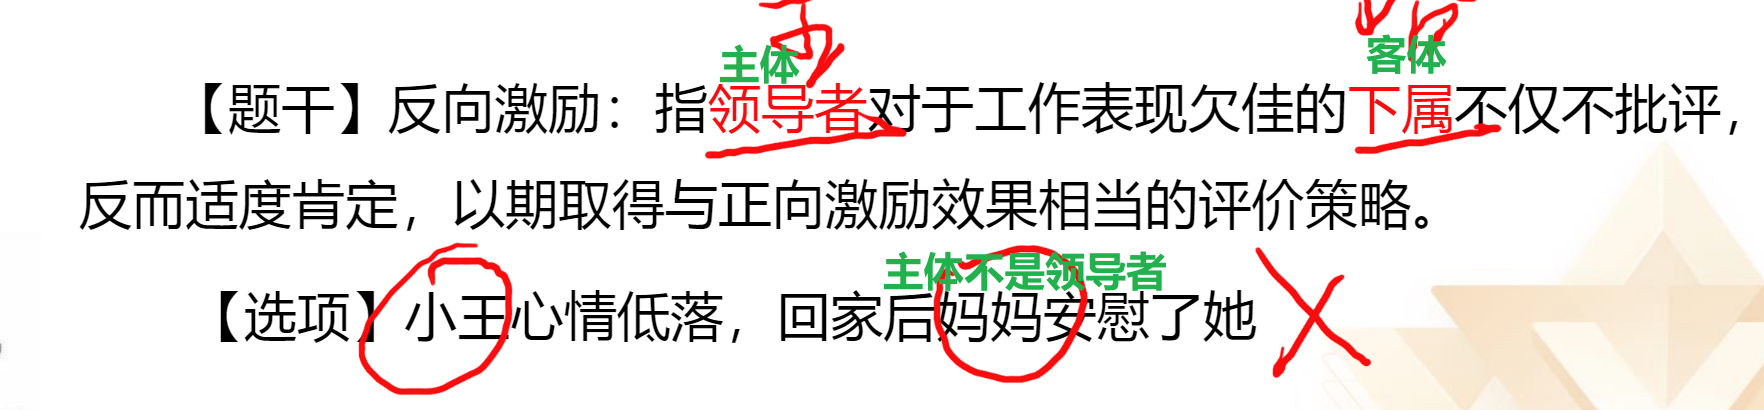 主体 客体
【题干】反向激励：指领导者对于工作表现欠佳的下属不仅不批评，
反而适度肯定，以期取得与正向激励效果相当的评价策略。
主体不是领导者
【选项】小王心情低落，回家后妈妈安慰了她